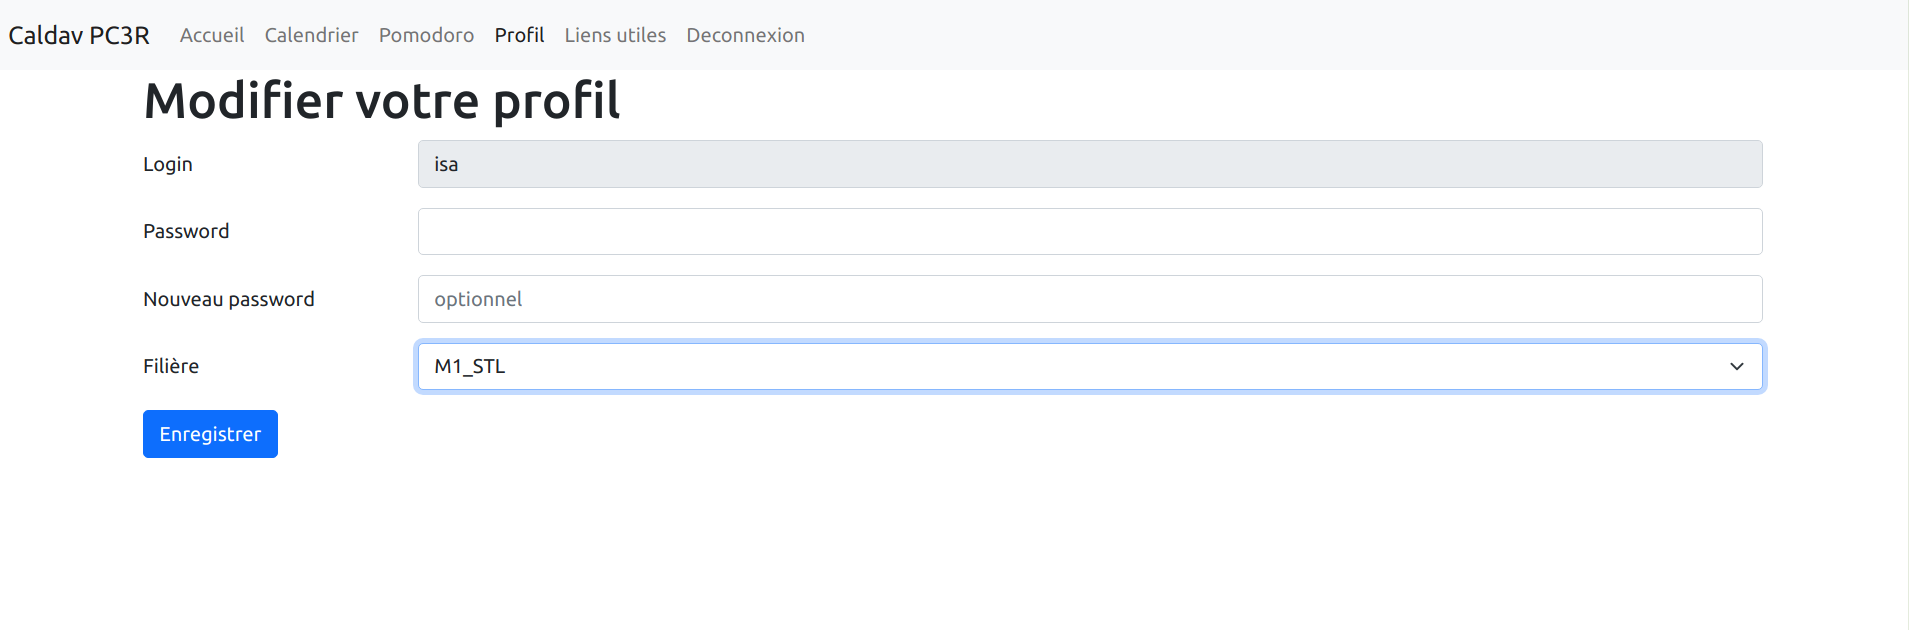 Caldav PC3R Accueil Calendrier Pomodoro Profil Liens utiles Deconnexion
Modifier votre profil
Login isa
Password
Nouveau password optionnel
Filière M1_STL
Enregistrer